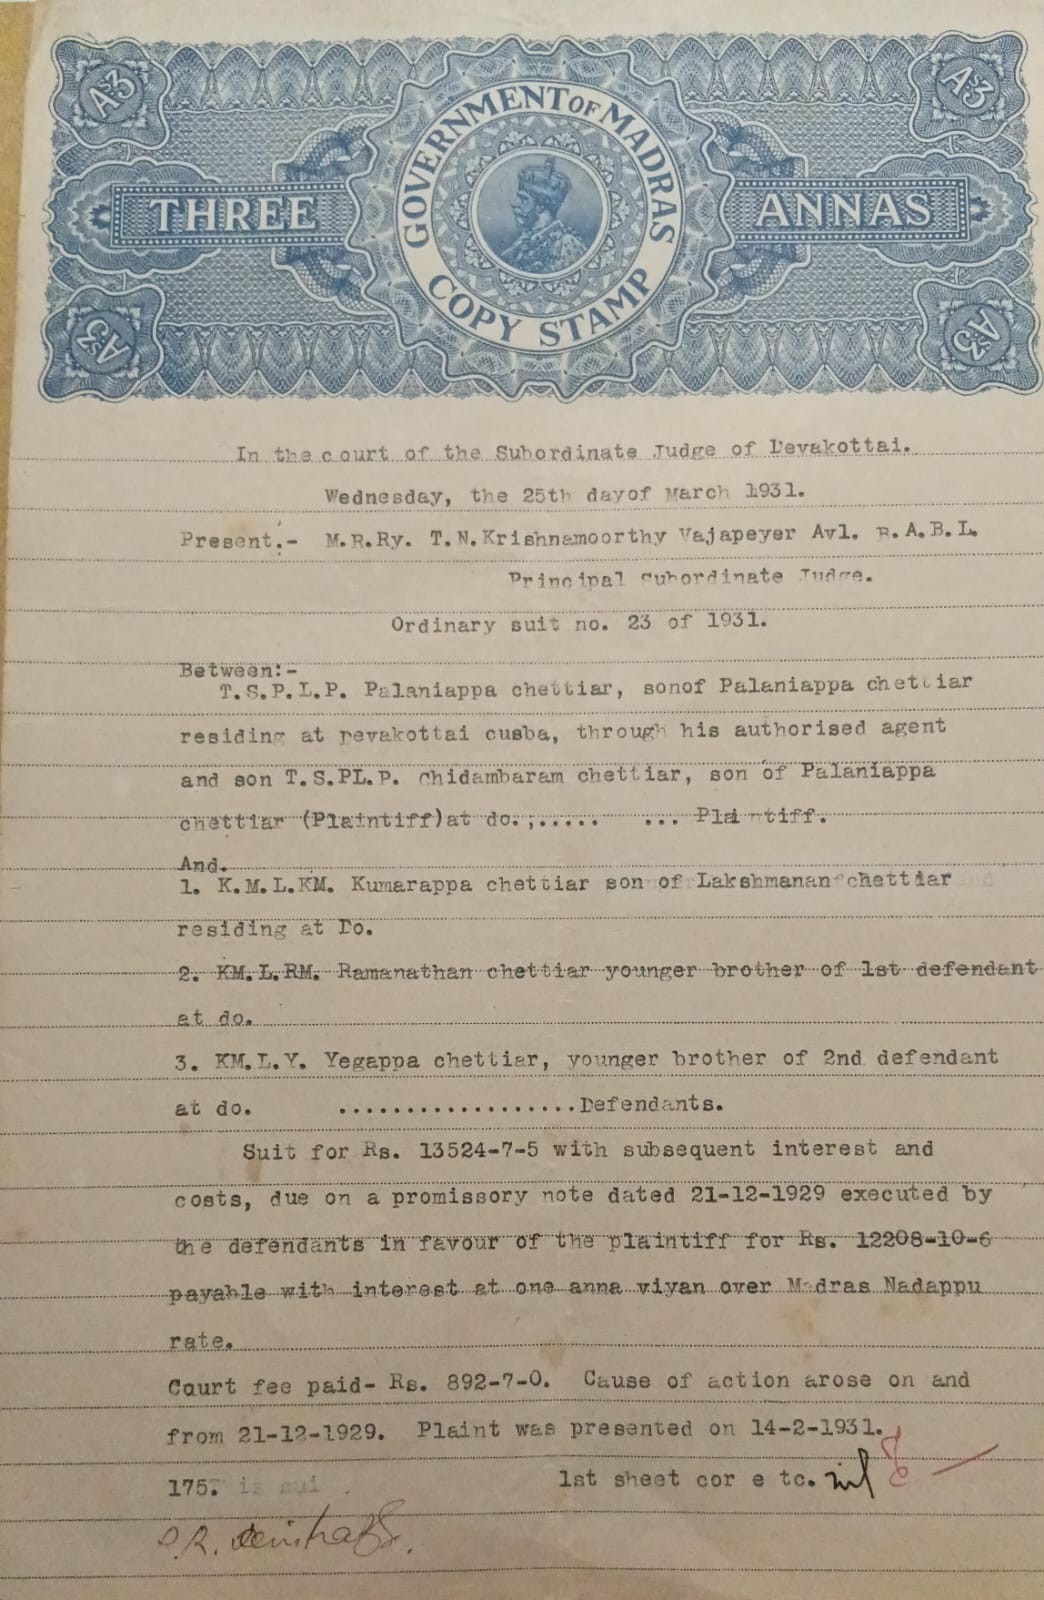 As3
As3
GOVERNMENT OF MADRAS
THREE
ANNAS
COPY STAMP
As3
As3
In the court of the Subordinate Judge of Devakottai.
Wednesday, the 25th dayof March 1931.
Present.- M.R.Ry. T.N.Krishnamoorthy Vajapeyer Avl. B.A.B.L.
Principal Subordinate Judge.
Ordinary suit no. 23 of 1931.
Between:-
T.S.P.L.P. Palaniappa chettiar, sonof Palaniappa chettiar
residing at Devakottai cusba, through his authorised agent
and son T.S.PL.P. Chidambaram chettiar, son of Palaniappa
chettiar (Plaintiff)at do.,..... ... Plaintiff.
And.
1. K.M.L.KM. Kumarappa chettiar son of Lakshmanan chettiar
residing at Do.
2. KM.L.RM. Ramanathan chettiar younger brother of 1st defendant
at do.
3. KM.L.Y. Yegappa chettiar, younger brother of 2nd defendant
at do. ..................Defendants.
Suit for Rs. 13524-7-5 with subsequent interest and
costs, due on a promissory note dated 21-12-1929 executed by
the defendants in favour of the plaintiff for Rs. 12208-10-6
payable with interest at one anna viyan over Madras Nadappu
rate.
Court fee paid- Rs. 892-7-0. Cause of action arose on and
from 21-12-1929. Plaint was presented on 14-2-1931.
175. 1st sheet cor e tc. nil